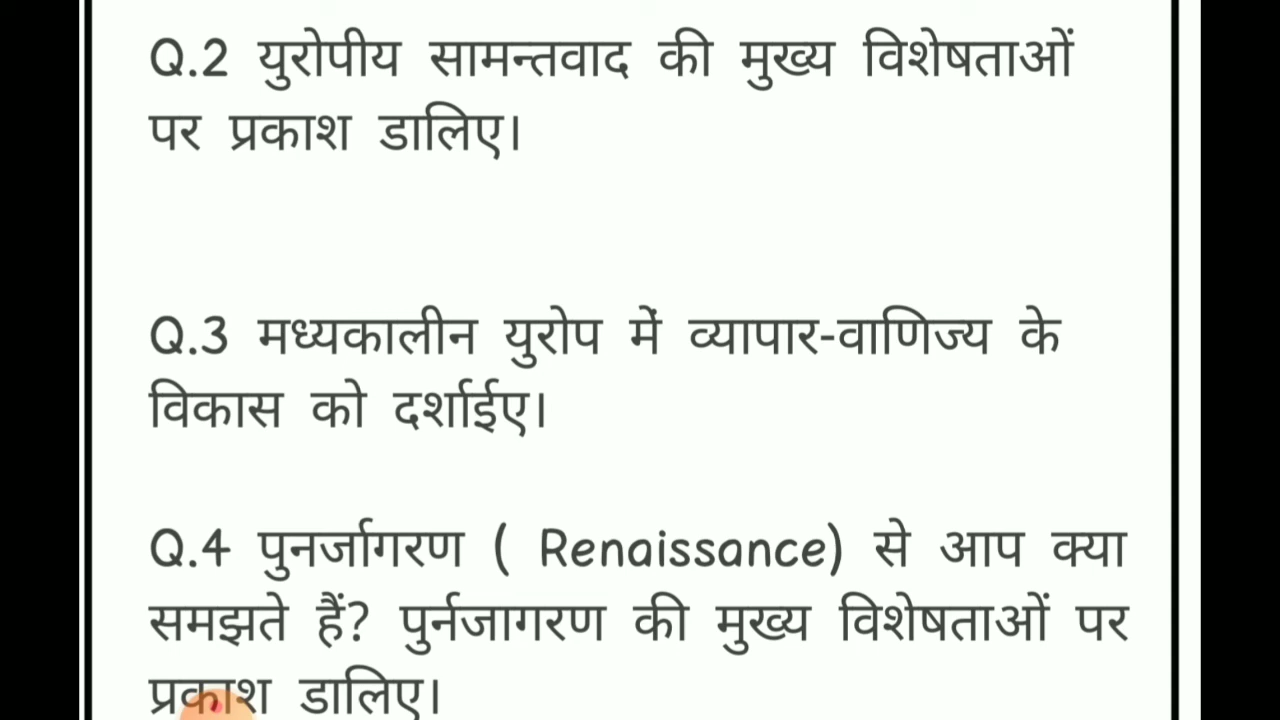 Q.2 युरोपीय सामन्तवाद की मुख्य विशेषताओं
पर प्रकाश डालिए।
Q.3 मध्यकालीन युरोप में व्यापार-वाणिज्य के
विकास को दर्शाईए।
Q.4 पुनर्जागरण ( Renaissance) से आप क्या
समझते हैं? पुर्नजागरण की मुख्य विशेषताओं पर
प्रकाश डालिए।